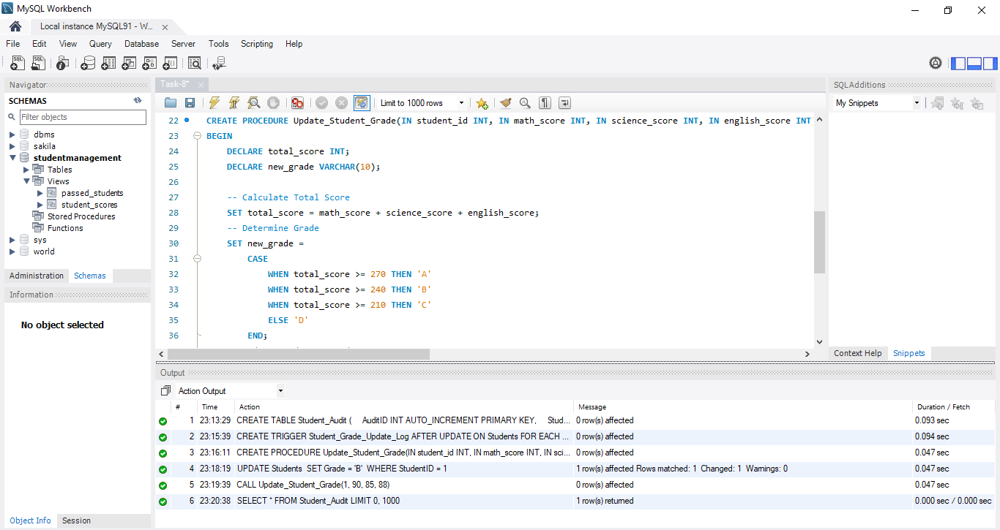 MySQL Workbench
Local instance MySQL91 - W...
File Edit View Query Database Server Tools Scripting Help
Navigator
SCHEMAS
Filter objects
dbms
sakila
studentmanagement
Tables
Views
passed_students
student_scores
Stored Procedures
Functions
sys
world
Administration Schemas
Information
No object selected
Object Info Session
Task-8*
Limit to 1000 rows
22 CREATE PROCEDURE Update_Student_Grade(IN student_id INT, IN math_score INT, IN science_score INT, IN english_score INT
23 BEGIN
24 DECLARE total_score INT;
25 DECLARE new_grade VARCHAR(10);
26
27 -- Calculate Total Score
28 SET total_score = math_score + science_score + english_score;
29 -- Determine Grade
30 SET new_grade =
31 CASE
32 WHEN total_score >= 270 THEN 'A'
33 WHEN total_score >= 240 THEN 'B'
34 WHEN total_score >= 210 THEN 'C'
35 ELSE 'D'
36 END;
SQLAdditions
My Snippets
Context Help Snippets
Output
Action Output
# Time Action Message Duration / Fetch
1 23:13:29 CREATE TABLE Student_Audit ( AuditID INT AUTO_INCREMENT PRIMARY KEY, Stud... 0 row(s) affected 0.093 sec
2 23:15:39 CREATE TRIGGER Student_Grade_Update_Log AFTER UPDATE ON Students FOR EACH ... 0 row(s) affected 0.094 sec
3 23:16:11 CREATE PROCEDURE Update_Student_Grade(IN student_id INT, IN math_score INT, IN sci... 0 row(s) affected 0.047 sec
4 23:18:19 UPDATE Students SET Grade = 'B' WHERE StudentID = 1 1 row(s) affected Rows matched: 1 Changed: 1 Warnings: 0 0.047 sec
5 23:19:39 CALL Update_Student_Grade(1, 90, 85, 88) 0 row(s) affected 0.047 sec
6 23:20:38 SELECT * FROM Student_Audit LIMIT 0, 1000 1 row(s) returned 0.000 sec / 0.000 sec